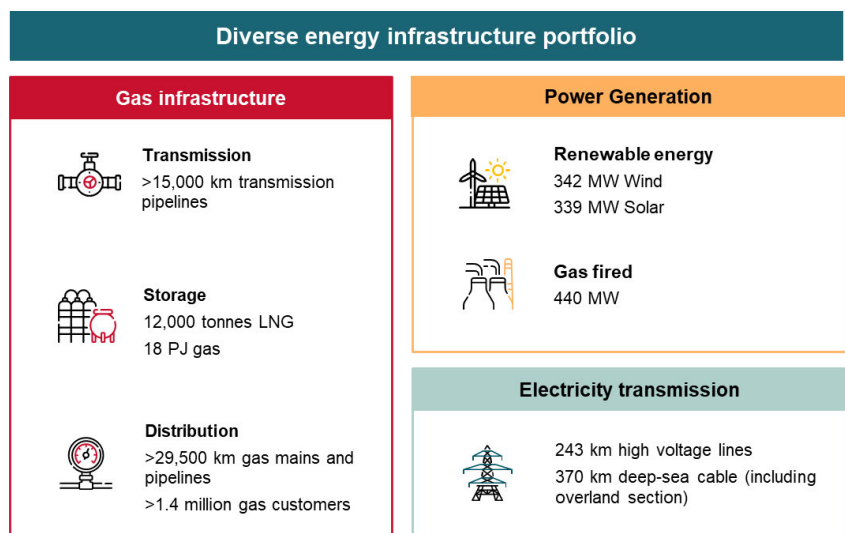 Diverse energy infrastructure portfolio
Gas infrastructure
Transmission
>15,000 km transmission
pipelines
Storage
12,000 tonnes LNG
18 PJ gas
Distribution
>29,500 km gas mains and
pipelines
>1.4 million gas customers
Power Generation
Renewable energy
342 MW Wind
339 MW Solar
Gas fired
440 MW
Electricity transmission
243 km high voltage lines
370 km deep-sea cable (including
overland section)